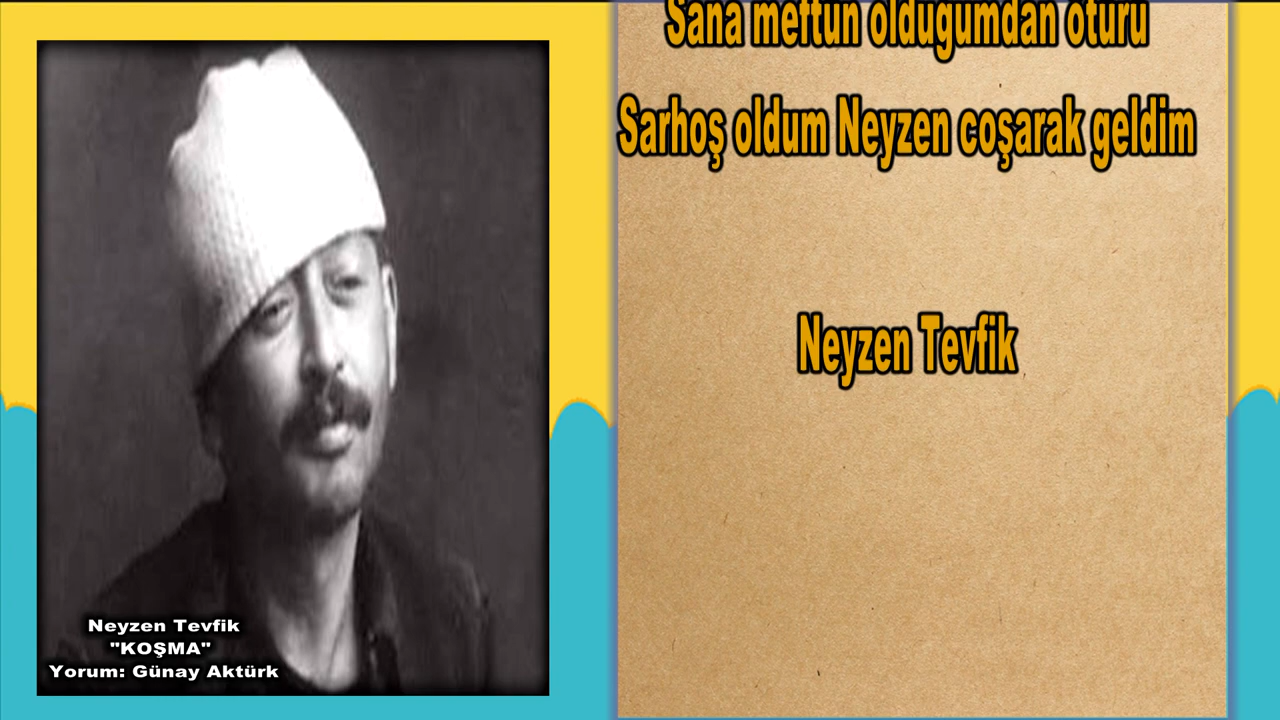 Sana meftun olduğumdan ötürü
Sarhoş oldum Neyzen coşarak geldim
Neyzen Tevfik
Neyzen Tevfik
"KOŞMA"
Yorum: Günay Aktürk